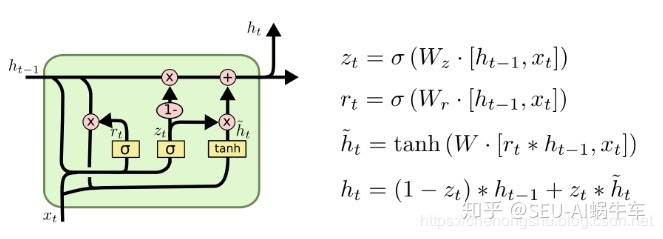 h_t
h_{t-1}
x
+
1-
x
r_t
z_t
x
h̃_t
σ
σ
tanh
x_t
z_t = σ (W_z · [h_{t-1}, x_t])
r_t = σ (W_r · [h_{t-1}, x_t])
h̃_t = tanh (W · [r_t * h_{t-1}, x_t])
h_t = (1 - z_t) * h_{t-1} + z_t * h̃_t
知乎 @SEU-AI蜗牛车